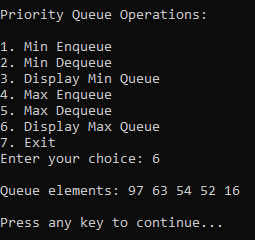 Priority Queue Operations:
1. Min Enqueue
2. Min Dequeue
3. Display Min Queue
4. Max Enqueue
5. Max Dequeue
6. Display Max Queue
7. Exit
Enter your choice: 6
Queue elements: 97 63 54 52 16
Press any key to continue...